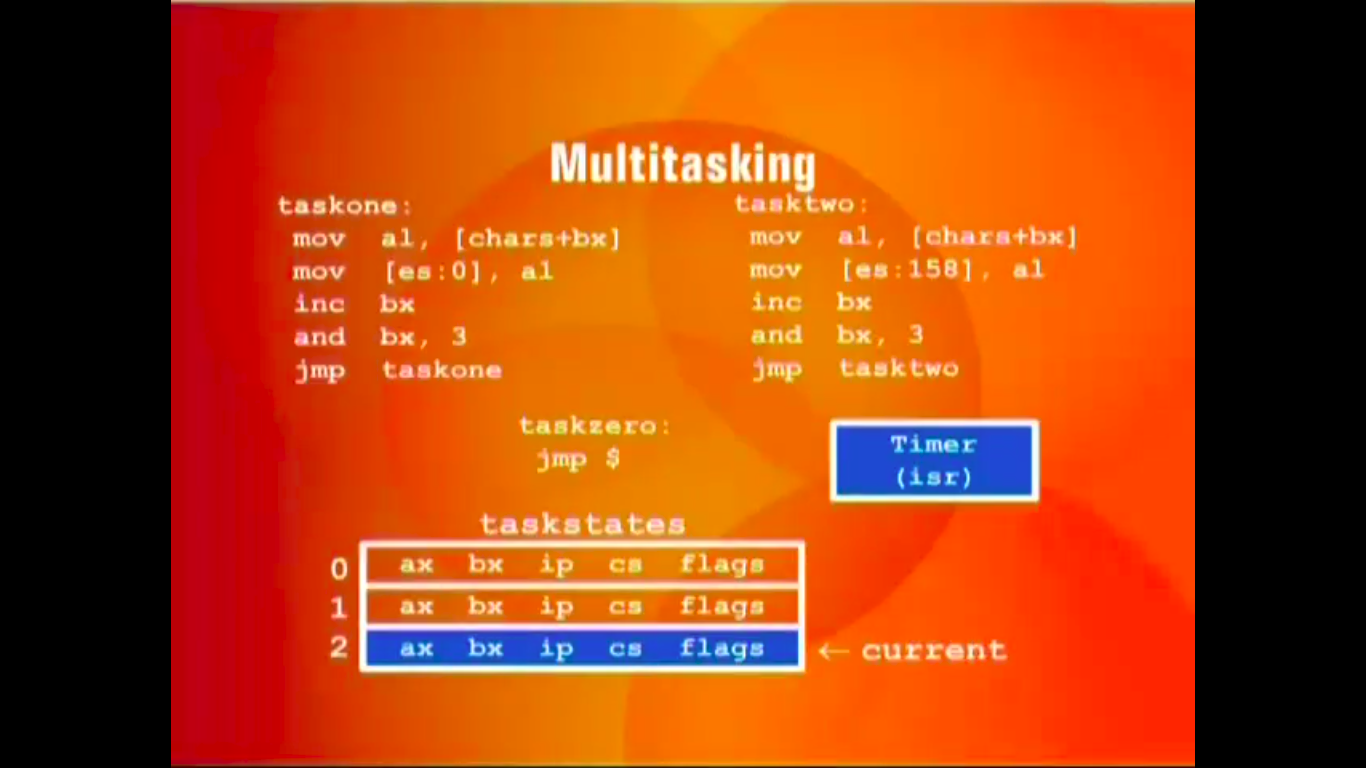 Multitasking
taskone:
mov al, [chars+bx]
mov [es:0], al
inc bx
and bx, 3
jmp taskone
tasktwo:
mov al, [chars+bx]
mov [es:158], al
inc bx
and bx, 3
jmp tasktwo
taskzero:
jmp $
Timer
(isr)
taskstates
0 ax bx ip cs flags
1 ax bx ip cs flags
2 ax bx ip cs flags ← current